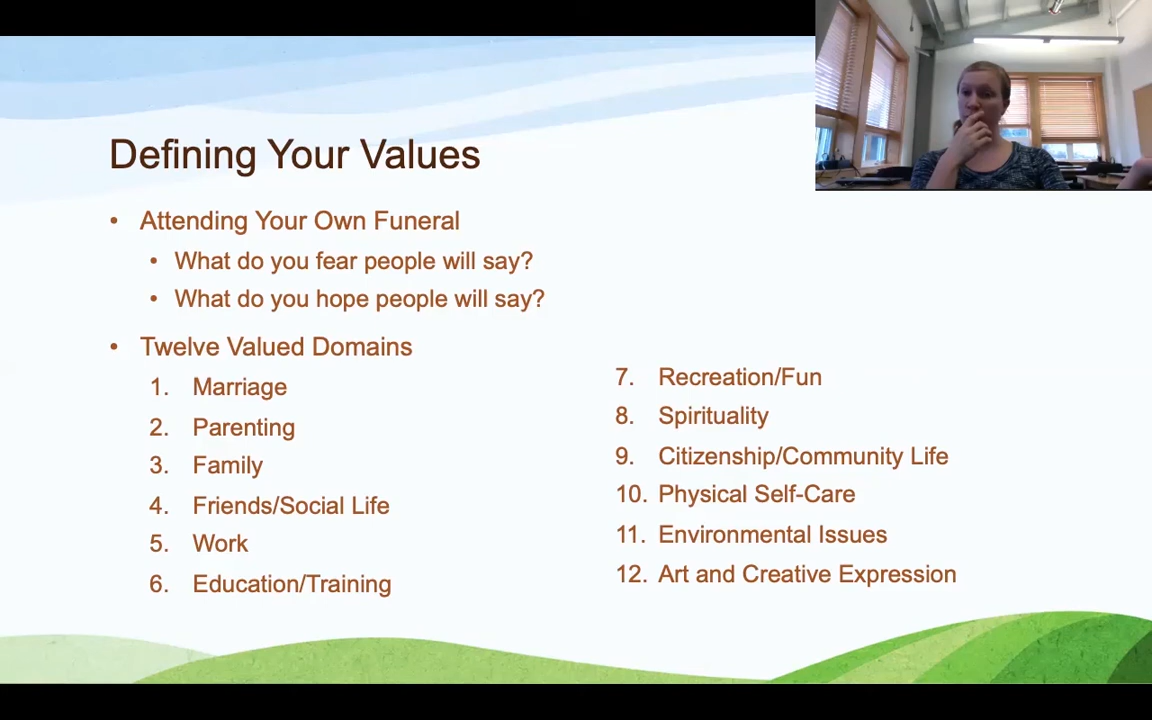 Defining Your Values
• Attending Your Own Funeral
• What do you fear people will say?
• What do you hope people will say?
• Twelve Valued Domains
1. Marriage
2. Parenting
3. Family
4. Friends/Social Life
5. Work
6. Education/Training
7. Recreation/Fun
8. Spirituality
9. Citizenship/Community Life
10. Physical Self-Care
11. Environmental Issues
12. Art and Creative Expression